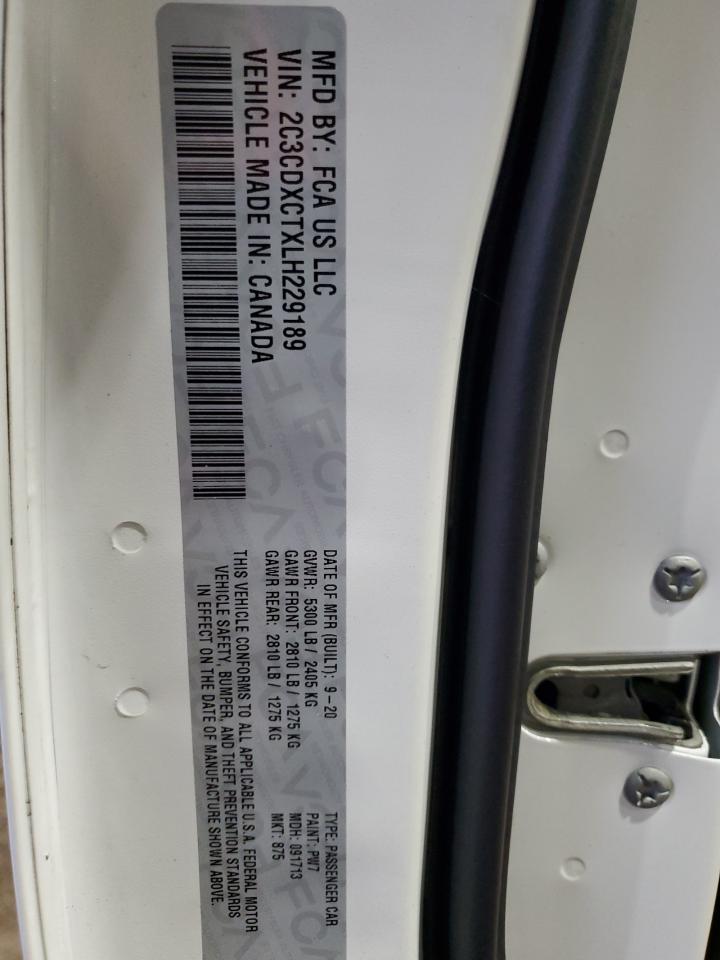 MFD BY: FCA US LLC
VIN: 2C3CDXCTXLH229189
VEHICLE MADE IN: CANADA
DATE OF MFR (BUILT): 9-20
GVWR: 5300 LB / 2405 KG
GAWR FRONT: 2810 LB / 1275 KG
GAWR REAR: 2810 LB / 1275 KG
THIS VEHICLE CONFORMS TO ALL APPLICABLE U.S.A. FEDERAL MOTOR
VEHICLE SAFETY, BUMPER, AND THEFT PREVENTION STANDARDS
IN EFFECT ON THE DATE OF MANUFACTURE SHOWN ABOVE.
TYPE: PASSENGER CAR
PAINT: PW7
MDH: 091713
MKT: 875